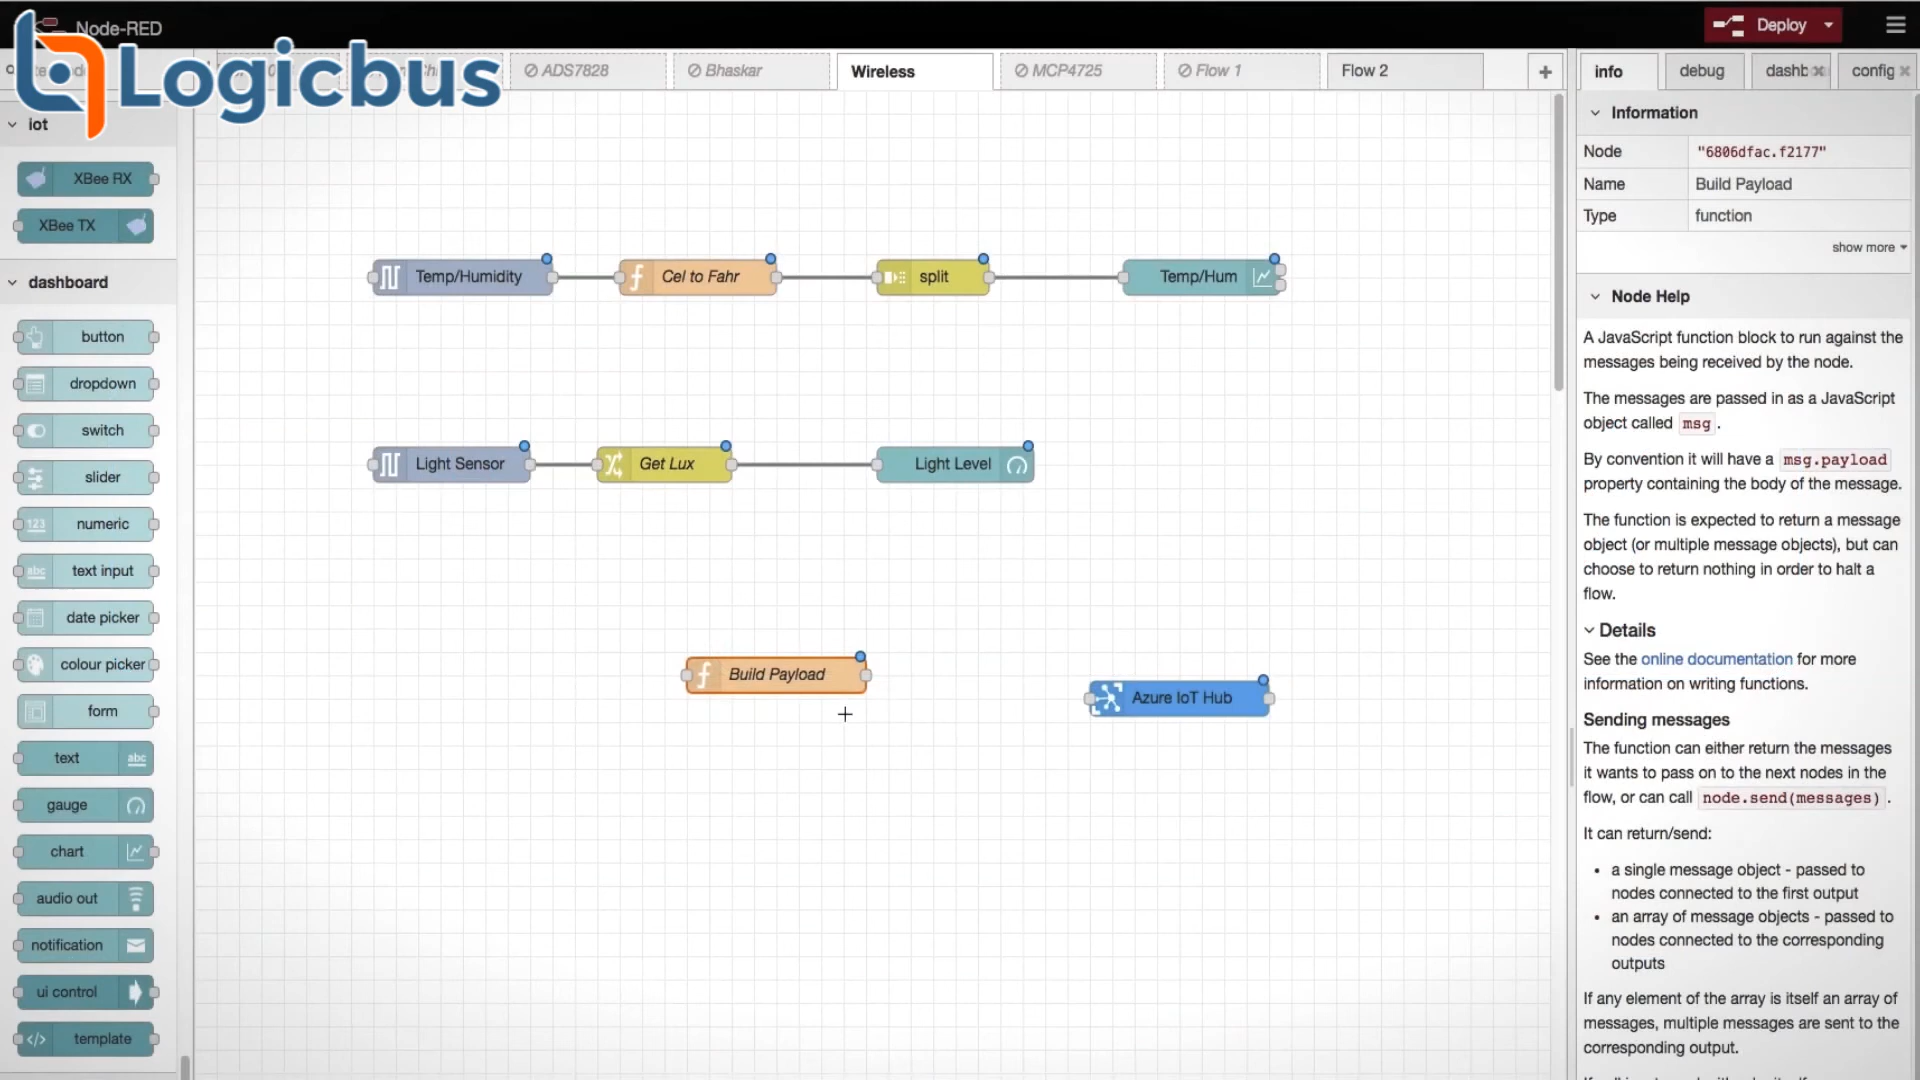 Node-RED
Deploy
Logicbus
ADS7828
Bhaskar
Wireless
MCP4725
Flow 1
Flow 2
+
info
debug
dashb
config
iot
XBee RX
XBee TX
dashboard
button
dropdown
switch
slider
123 numeric
abc text input
date picker
colour picker
form
text abc
gauge
chart
audio out
notification
ui control
</> template
Temp/Humidity
Cel to Fahr
split
Temp/Hum
Light Sensor
Get Lux
Light Level
Build Payload
Azure IoT Hub
Information
Node "6806dfac.f2177"
Name Build Payload
Type function
show more
Node Help
A JavaScript function block to run against the
messages being received by the node.
The messages are passed in as a JavaScript
object called msg .
By convention it will have a msg.payload
property containing the body of the message.
The function is expected to return a message
object (or multiple message objects), but can
choose to return nothing in order to halt a
flow.
Details
See the online documentation for more
information on writing functions.
Sending messages
The function can either return the messages
it wants to pass on to the next nodes in the
flow, or can call node.send(messages) .
It can return/send:
• a single message object - passed to
nodes connected to the first output
• an array of message objects - passed to
nodes connected to the corresponding
outputs
If any element of the array is itself an array of
messages, multiple messages are sent to the
corresponding output.